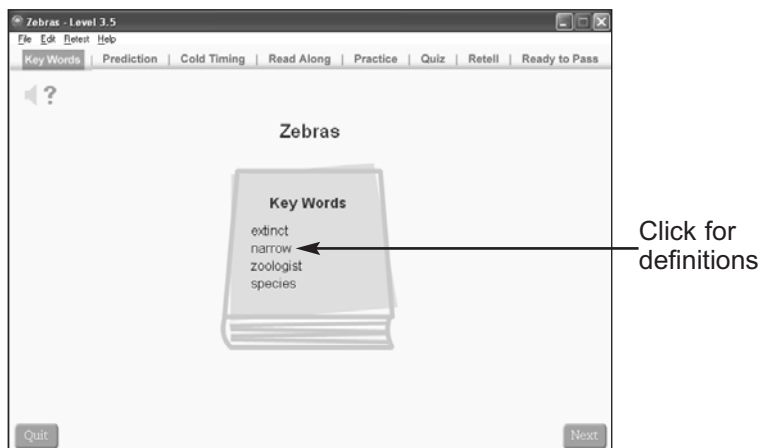 Zebras - Level 3.5
File Edit Retest Help
Key Words | Prediction | Cold Timing | Read Along | Practice | Quiz | Retell | Ready to Pass
?
Zebras
Key Words
extinct
narrow
zoologist
species
Click for
definitions
Quit
Next